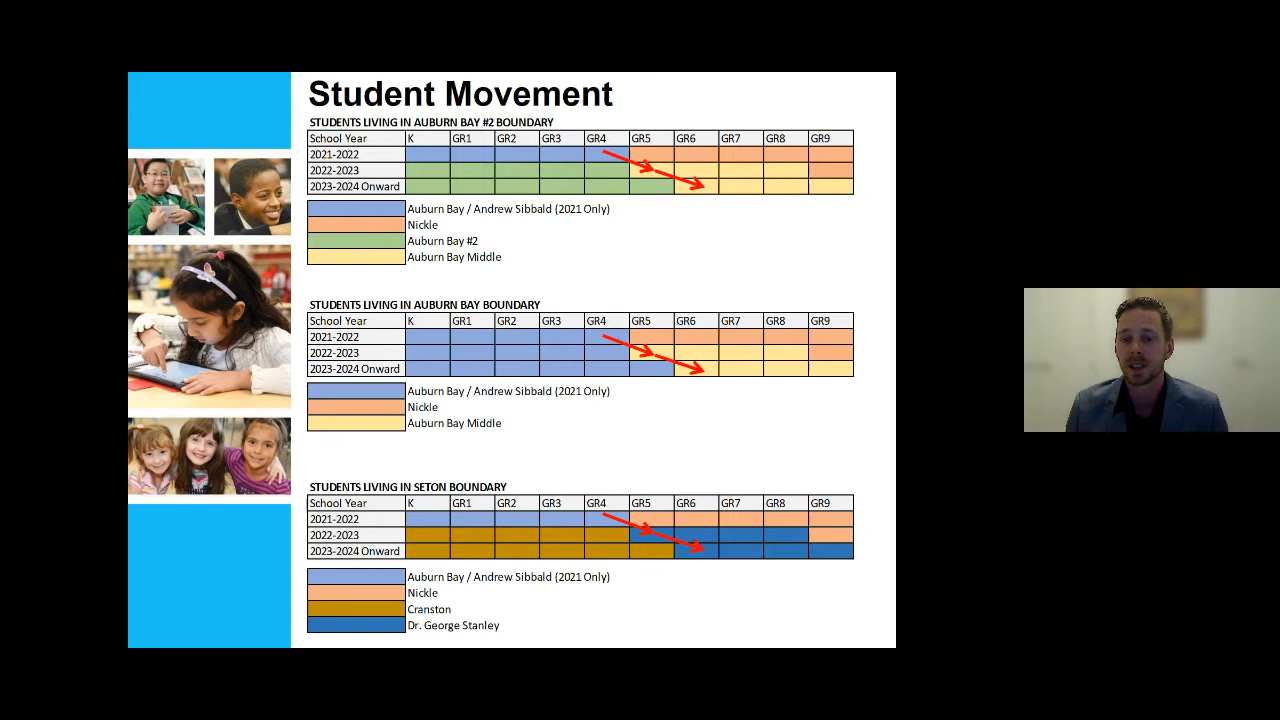 Student Movement
STUDENTS LIVING IN AUBURN BAY #2 BOUNDARY
School Year K GR1 GR2 GR3 GR4 GR5 GR6 GR7 GR8 GR9
2021-2022
2022-2023
2023-2024 Onward
Auburn Bay / Andrew Sibbald (2021 Only)
Nickle
Auburn Bay #2
Auburn Bay Middle
STUDENTS LIVING IN AUBURN BAY BOUNDARY
School Year K GR1 GR2 GR3 GR4 GR5 GR6 GR7 GR8 GR9
2021-2022
2022-2023
2023-2024 Onward
Auburn Bay / Andrew Sibbald (2021 Only)
Nickle
Auburn Bay Middle
STUDENTS LIVING IN SETON BOUNDARY
School Year K GR1 GR2 GR3 GR4 GR5 GR6 GR7 GR8 GR9
2021-2022
2022-2023
2023-2024 Onward
Auburn Bay / Andrew Sibbald (2021 Only)
Nickle
Cranston
Dr. George Stanley